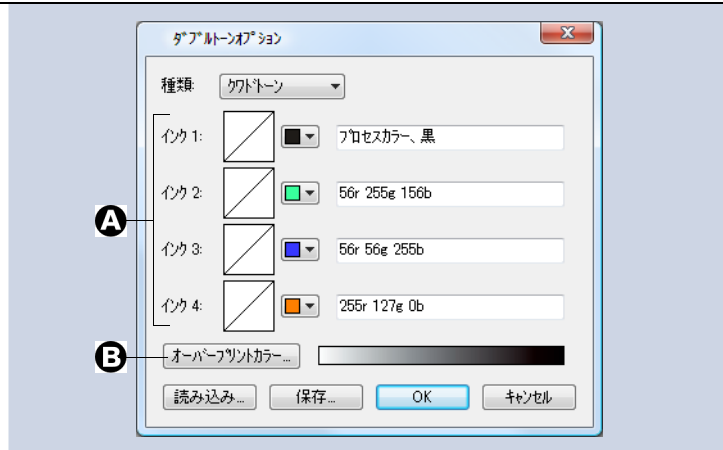 ダブルトーンオプション
種類:
クワドトーン
インク 1:
プロセスカラー、黒
A
インク 2:
56r 255g 156b
インク 3:
56r 56g 255b
インク 4:
255r 127g 0b
B
オーバープリントカラー...
読み込み...
保存...
OK
キャンセル